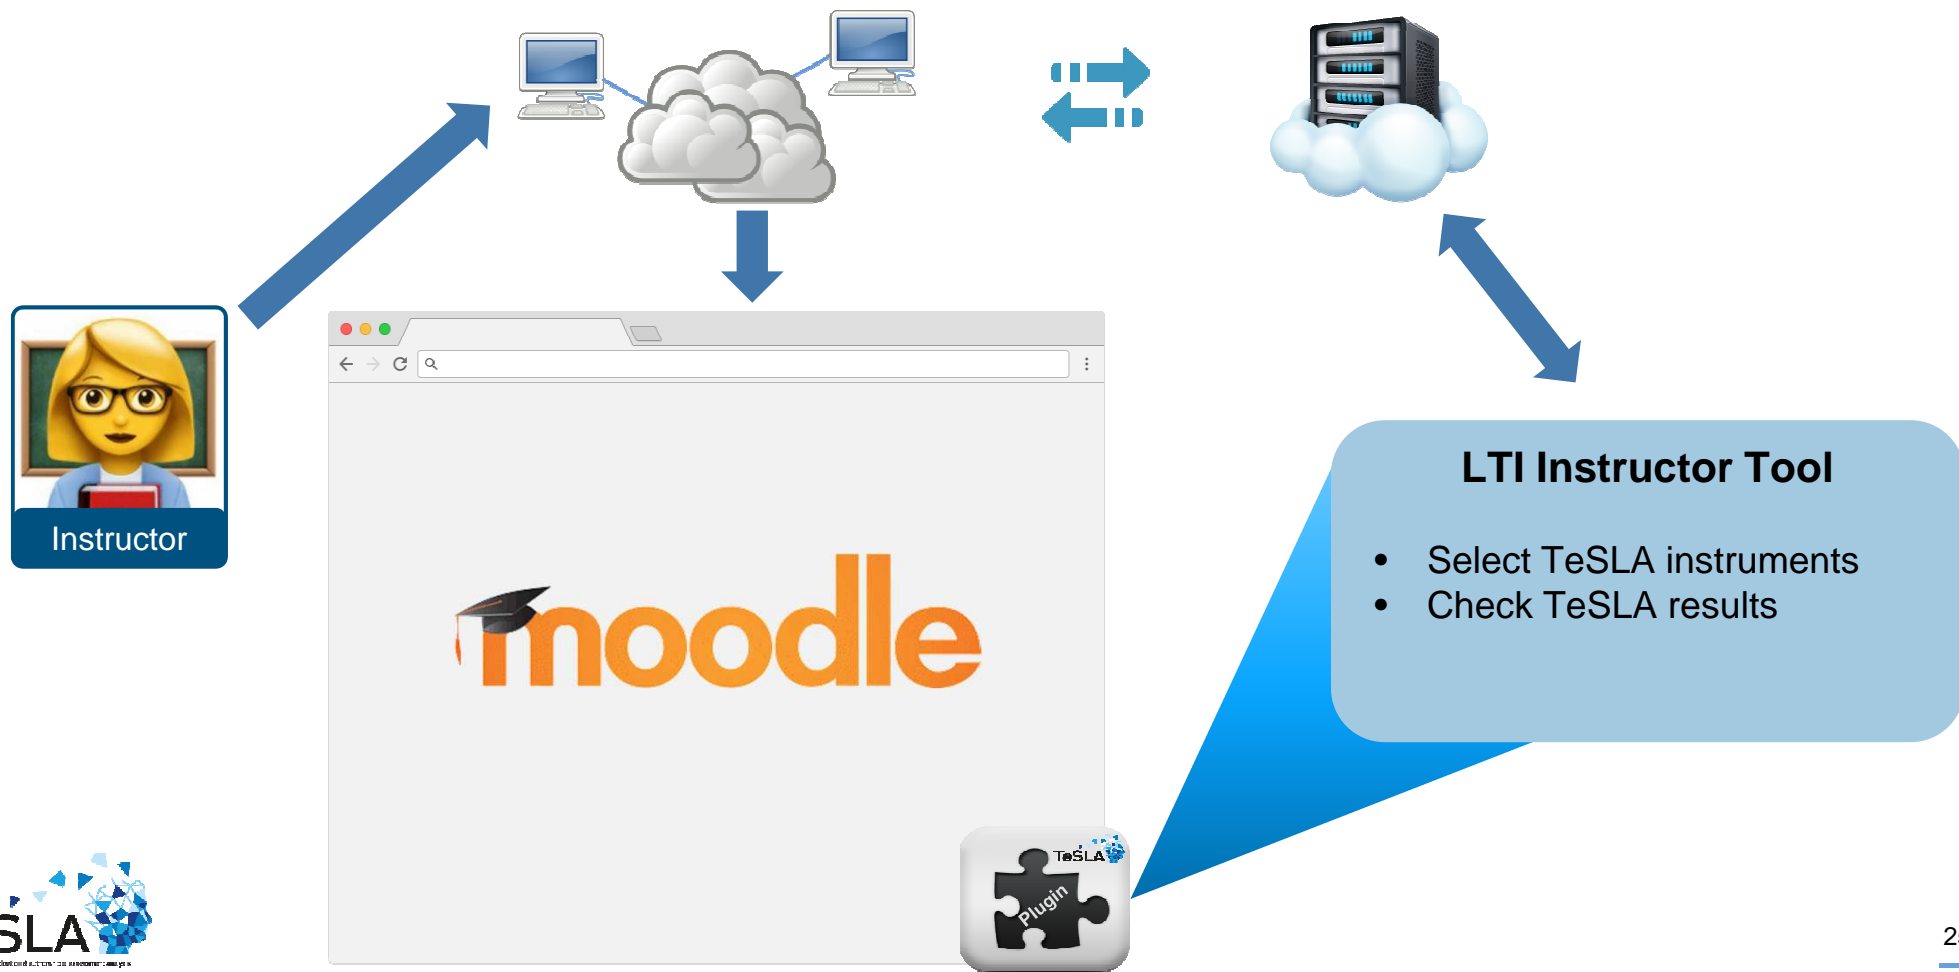 Instructor
moodle
LTI Instructor Tool
• Select TeSLA instruments
• Check TeSLA results
TeSLA
Plugin
SLA